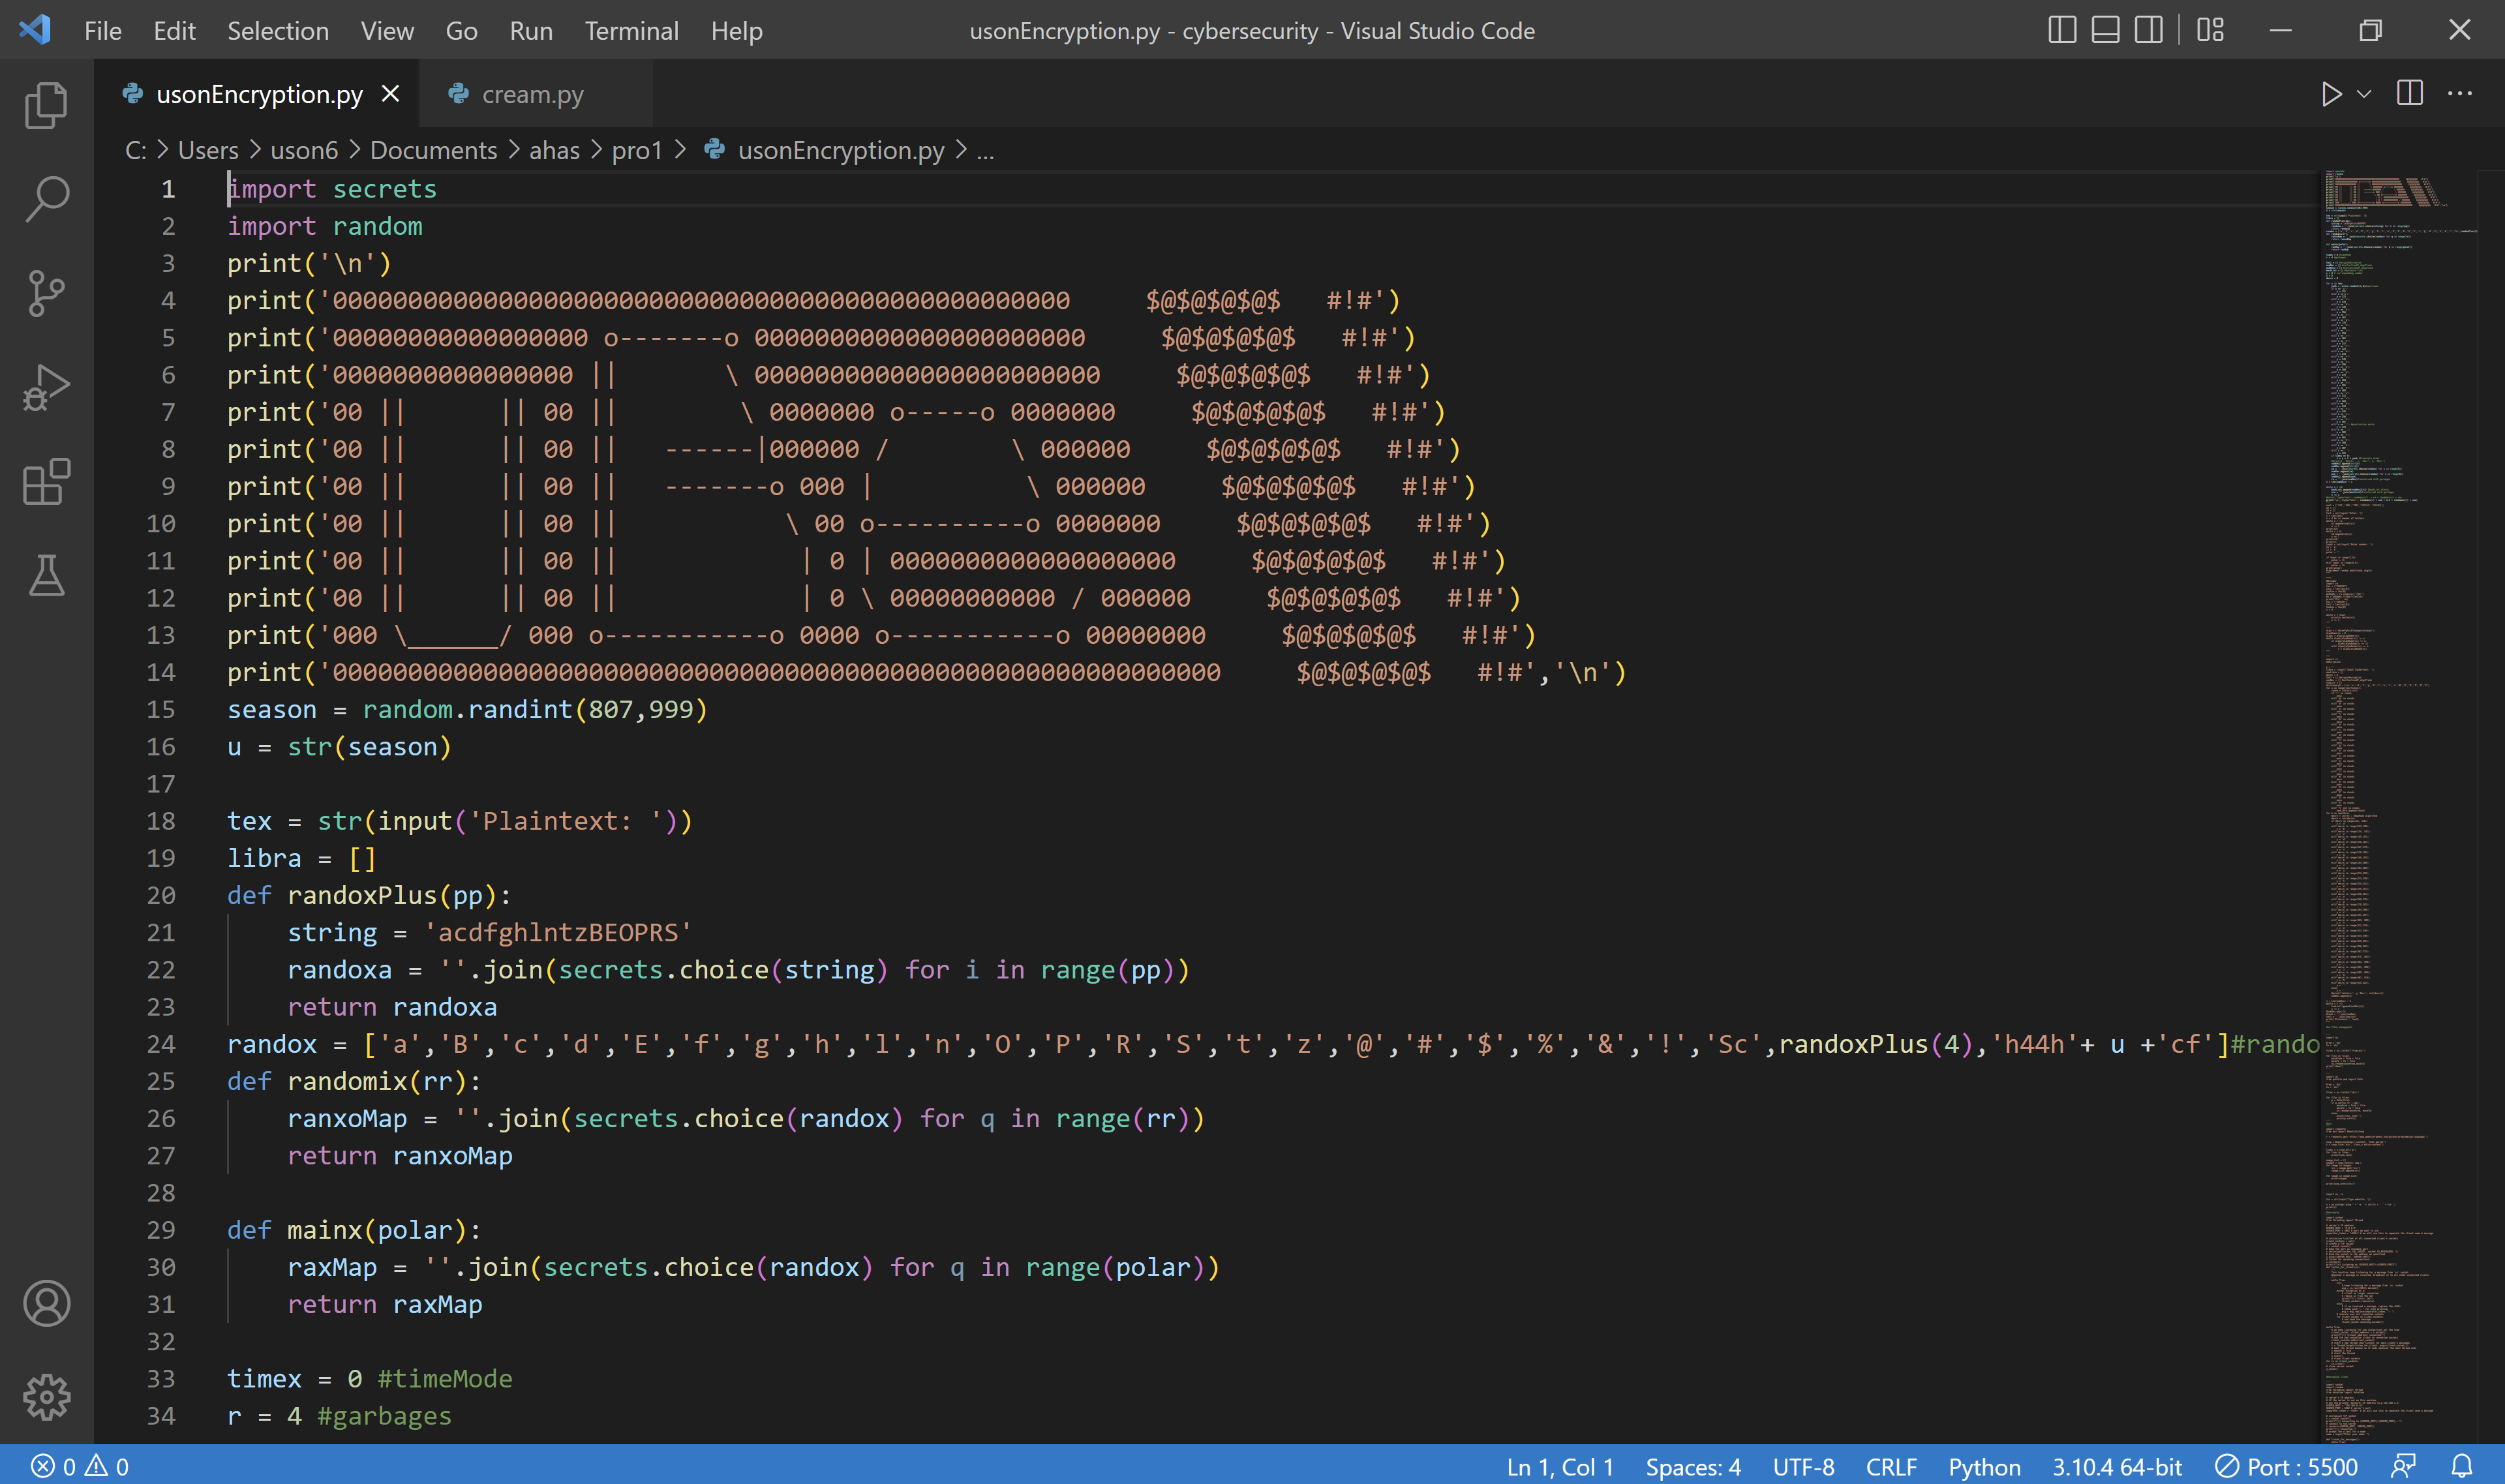 File Edit Selection View Go Run Terminal Help usonEncryption.py - cybersecurity - Visual Studio Code
usonEncryption.py cream.py
C: > Users > uson6 > Documents > ahas > pro1 > usonEncryption.py > ...
1 import secrets
2 import random
3 print('\n')
4 print('0000000000000000000000000000000000000000000000000     $@$@$@$@$   #!#')
5 print('00000000000000000 o-------o 0000000000000000000000     $@$@$@$@$   #!#')
6 print('0000000000000000 ||       \ 00000000000000000000000     $@$@$@$@$   #!#')
7 print('00 ||      || 00 ||        \ 0000000 o-----o 0000000     $@$@$@$@$   #!#')
8 print('00 ||      || 00 ||   ------|000000 /        \ 000000     $@$@$@$@$   #!#')
9 print('00 ||      || 00 ||   -------o 000 |          \ 000000     $@$@$@$@$   #!#')
10 print('00 ||      || 00 ||           \ 00 o----------o 0000000     $@$@$@$@$   #!#')
11 print('00 ||      || 00 ||            | 0 | 0000000000000000000     $@$@$@$@$   #!#')
12 print('00 ||      || 00 ||            | 0 \ 00000000000 / 000000     $@$@$@$@$   #!#')
13 print('000 \______/ 000 o-----------o 0000 o-----------o 00000000     $@$@$@$@$   #!#')
14 print('00000000000000000000000000000000000000000000000000000000000     $@$@$@$@$   #!#','\n')
15 season = random.randint(807,999)
16 u = str(season)
17
18 tex = str(input('Plaintext: '))
19 libra = []
20 def randoxPlus(pp):
21     string = 'acdfghlntzBEOPRS'
22     randoxa = ''.join(secrets.choice(string) for i in range(pp))
23     return randoxa
24 randox = ['a','B','c','d','E','f','g','h','l','n','O','P','R','S','t','z','@','#','$','%','&','!','Sc',randoxPlus(4),'h44h'+ u +'cf']#rando
25 def randomix(rr):
26     ranxoMap = ''.join(secrets.choice(randox) for q in range(rr))
27     return ranxoMap
28
29 def mainx(polar):
30     raxMap = ''.join(secrets.choice(randox) for q in range(polar))
31     return raxMap
32
33 timex = 0 #timeMode
34 r = 4 #garbages
0 0 Ln 1, Col 1 Spaces: 4 UTF-8 CRLF Python 3.10.4 64-bit Port : 5500